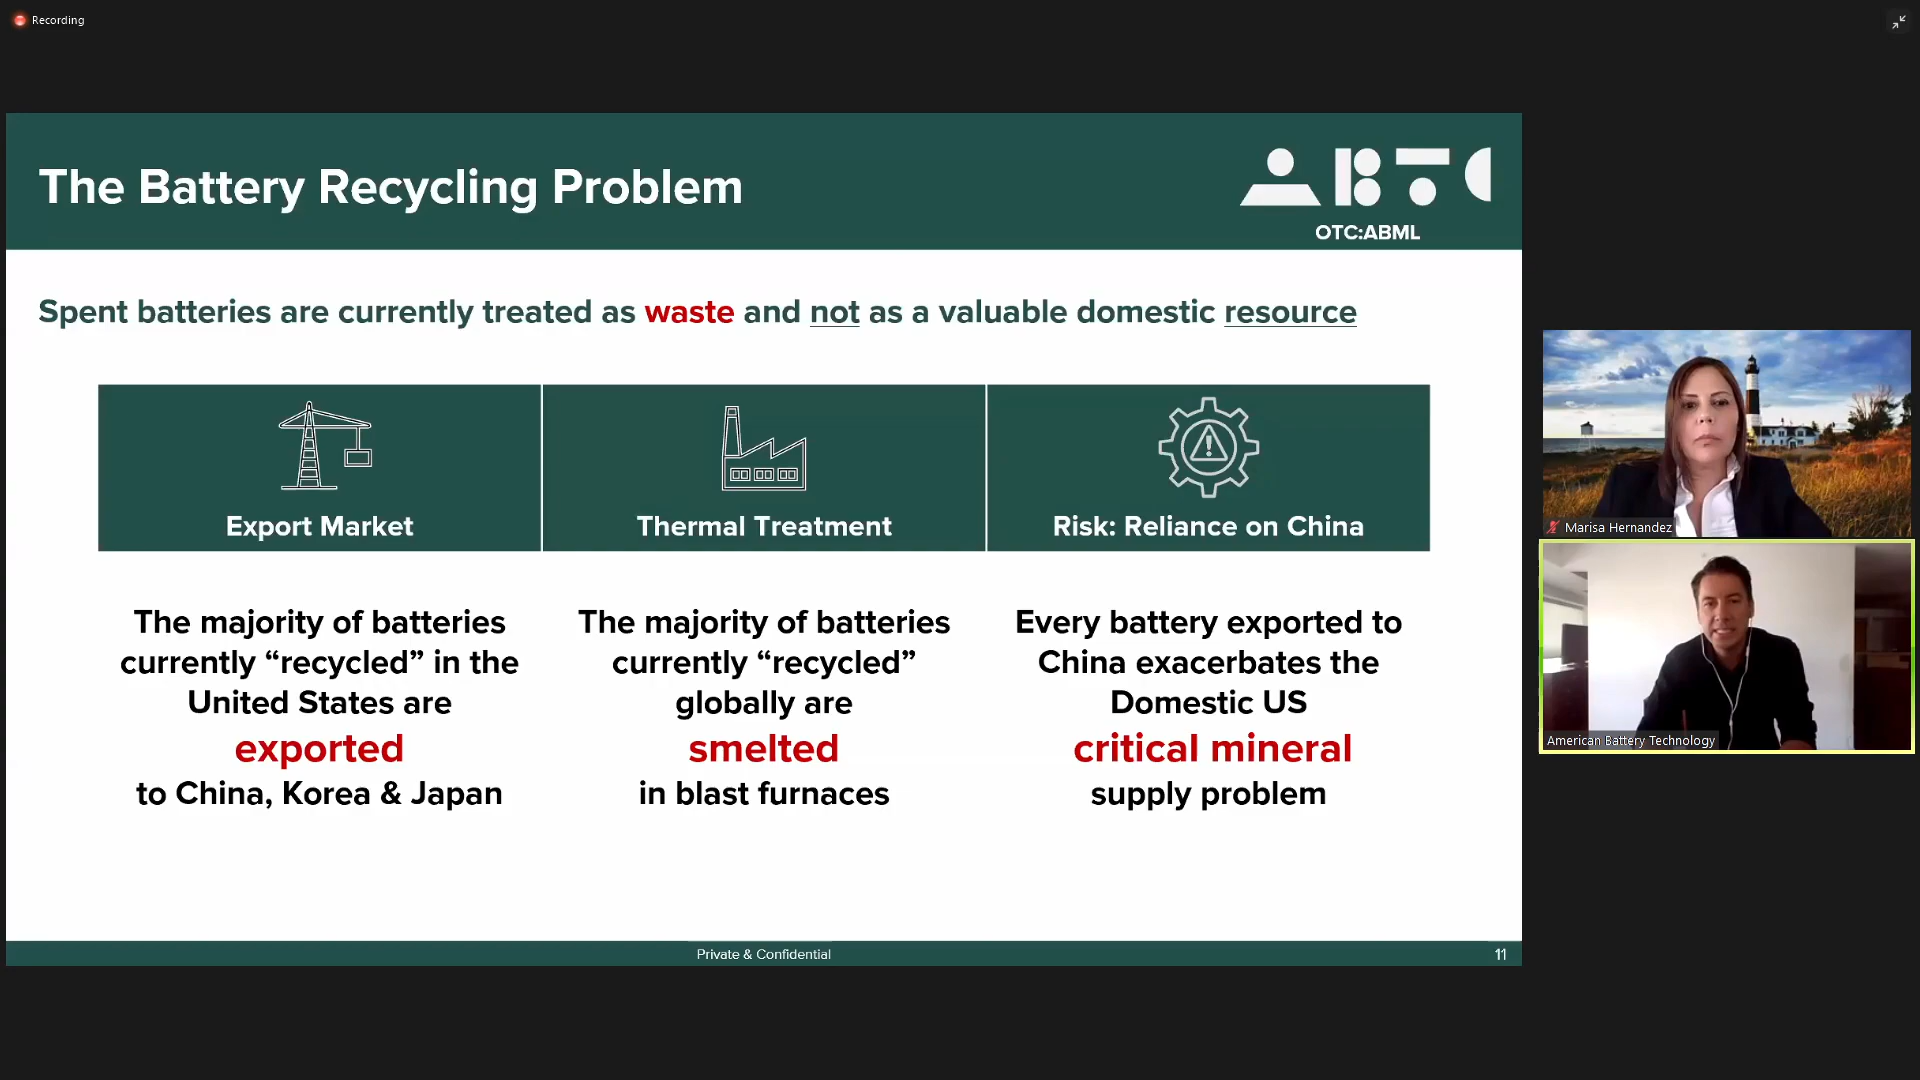 Recording
The Battery Recycling Problem
ABTC
OTC:ABML
Spent batteries are currently treated as waste and not as a valuable domestic resource
Export Market
Thermal Treatment
Risk: Reliance on China
The majority of batteries
currently “recycled” in the
United States are
exported
to China, Korea & Japan
The majority of batteries
currently “recycled”
globally are
smelted
in blast furnaces
Every battery exported to
China exacerbates the
Domestic US
critical mineral
supply problem
Private & Confidential
11
Marisa Hernandez
American Battery Technology